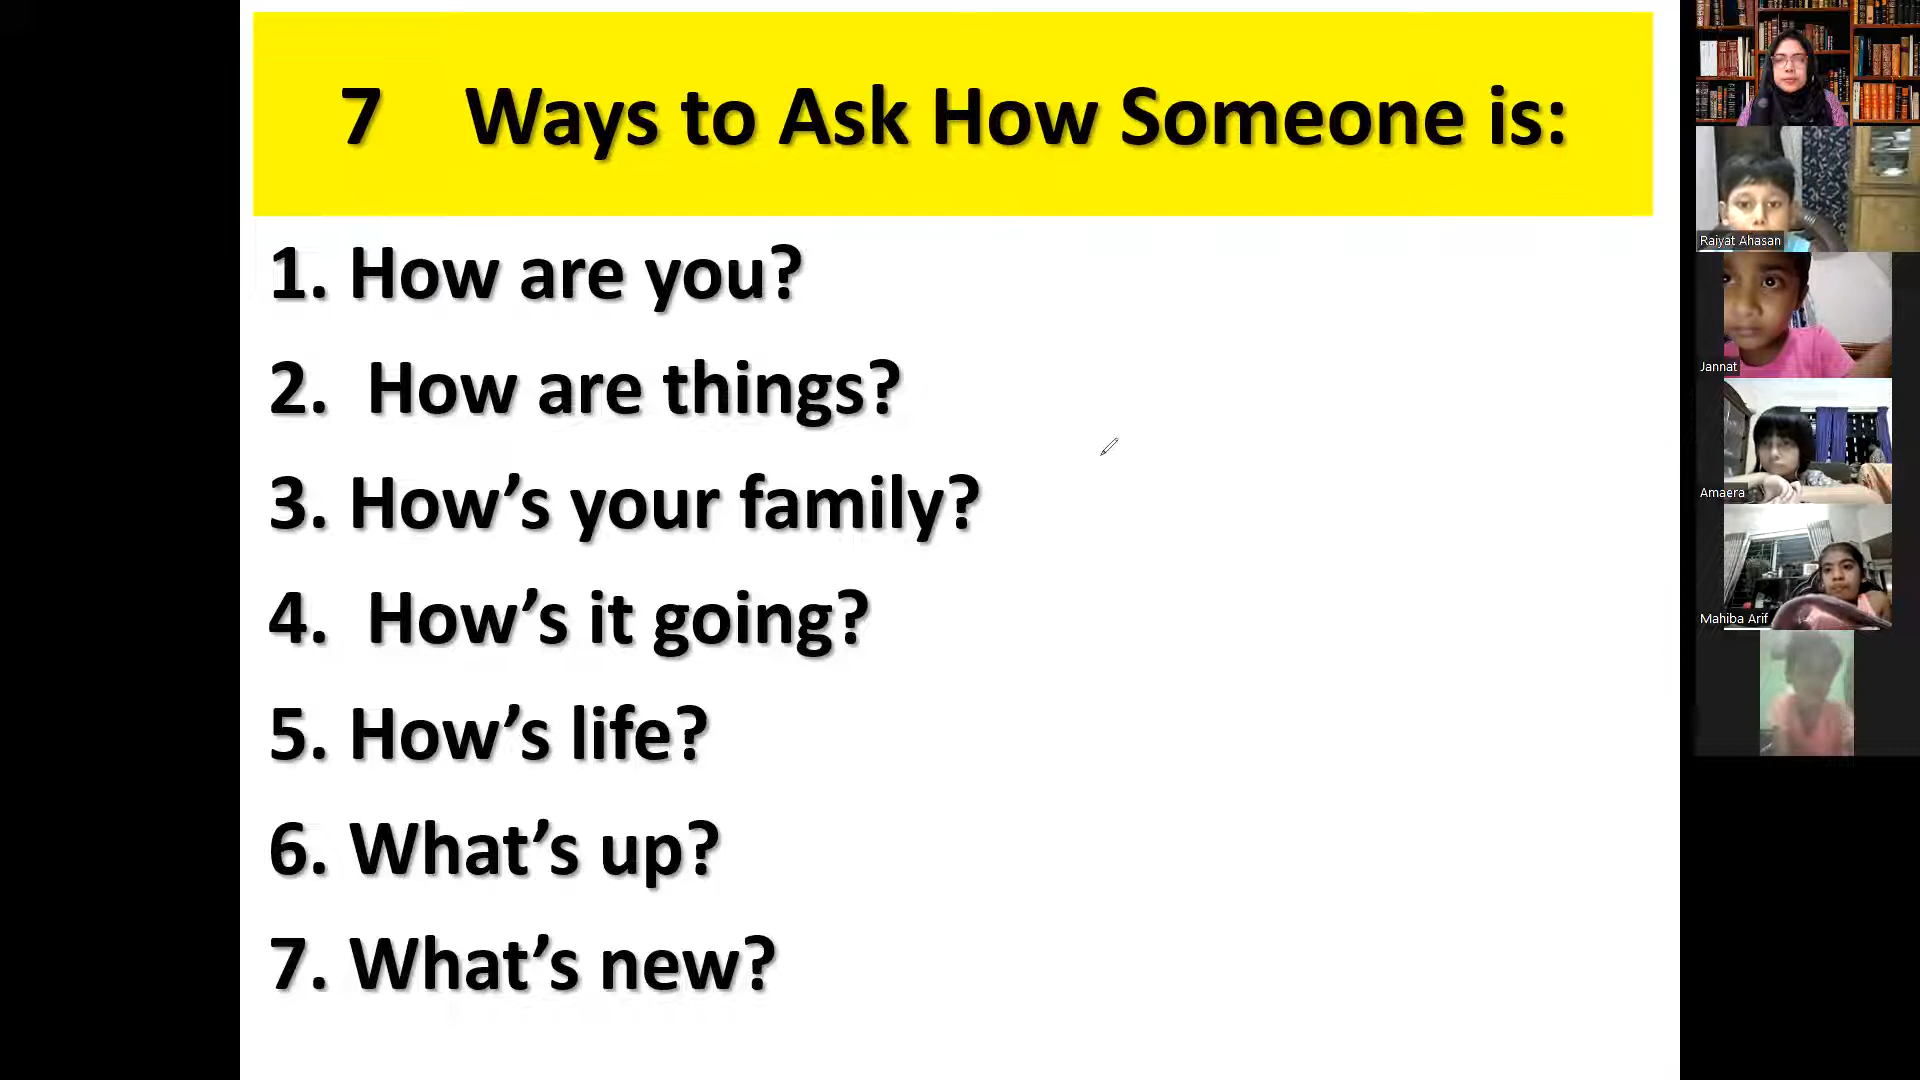 7 Ways to Ask How Someone is:
1. How are you?
2. How are things?
3. How’s your family?
4. How’s it going?
5. How’s life?
6. What’s up?
7. What’s new?
Raiyat Ahasan
Jannat
Amaera
Mahiba Arif